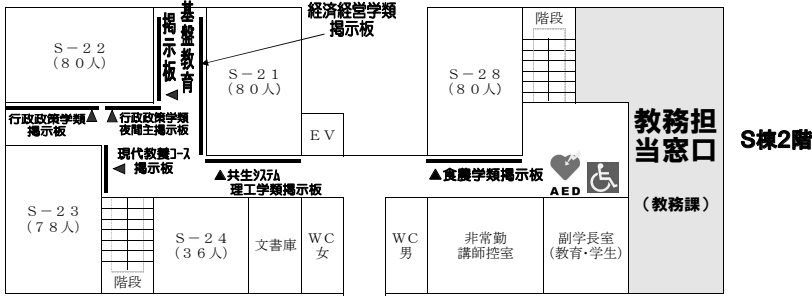 S－22
（80人）
基盤教育
掲示板
経済経営学類
掲示板
S－21
（80人）
EV
S－28
（80人）
階段
教務担
当窓口
（教務課）
S棟2階
行政政策学類
掲示板
行政政策学類
夜間主掲示板
現代教養コース
掲示板
▲共生システム
理工学類掲示板
▲食農学類掲示板
AED
S－23
（78人）
階段
S－24
（36人）
文書庫
WC
女
WC
男
非常勤
講師控室
副学長室
（教育・学生）